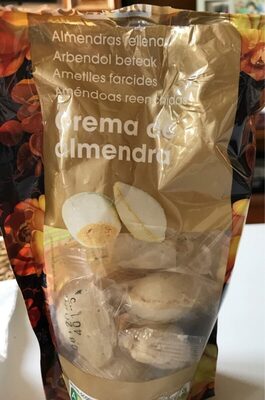 Almendras rellenas
Arbendol beteak
Ametlles farcides
Amêndoas recheadas
crema de
almendra